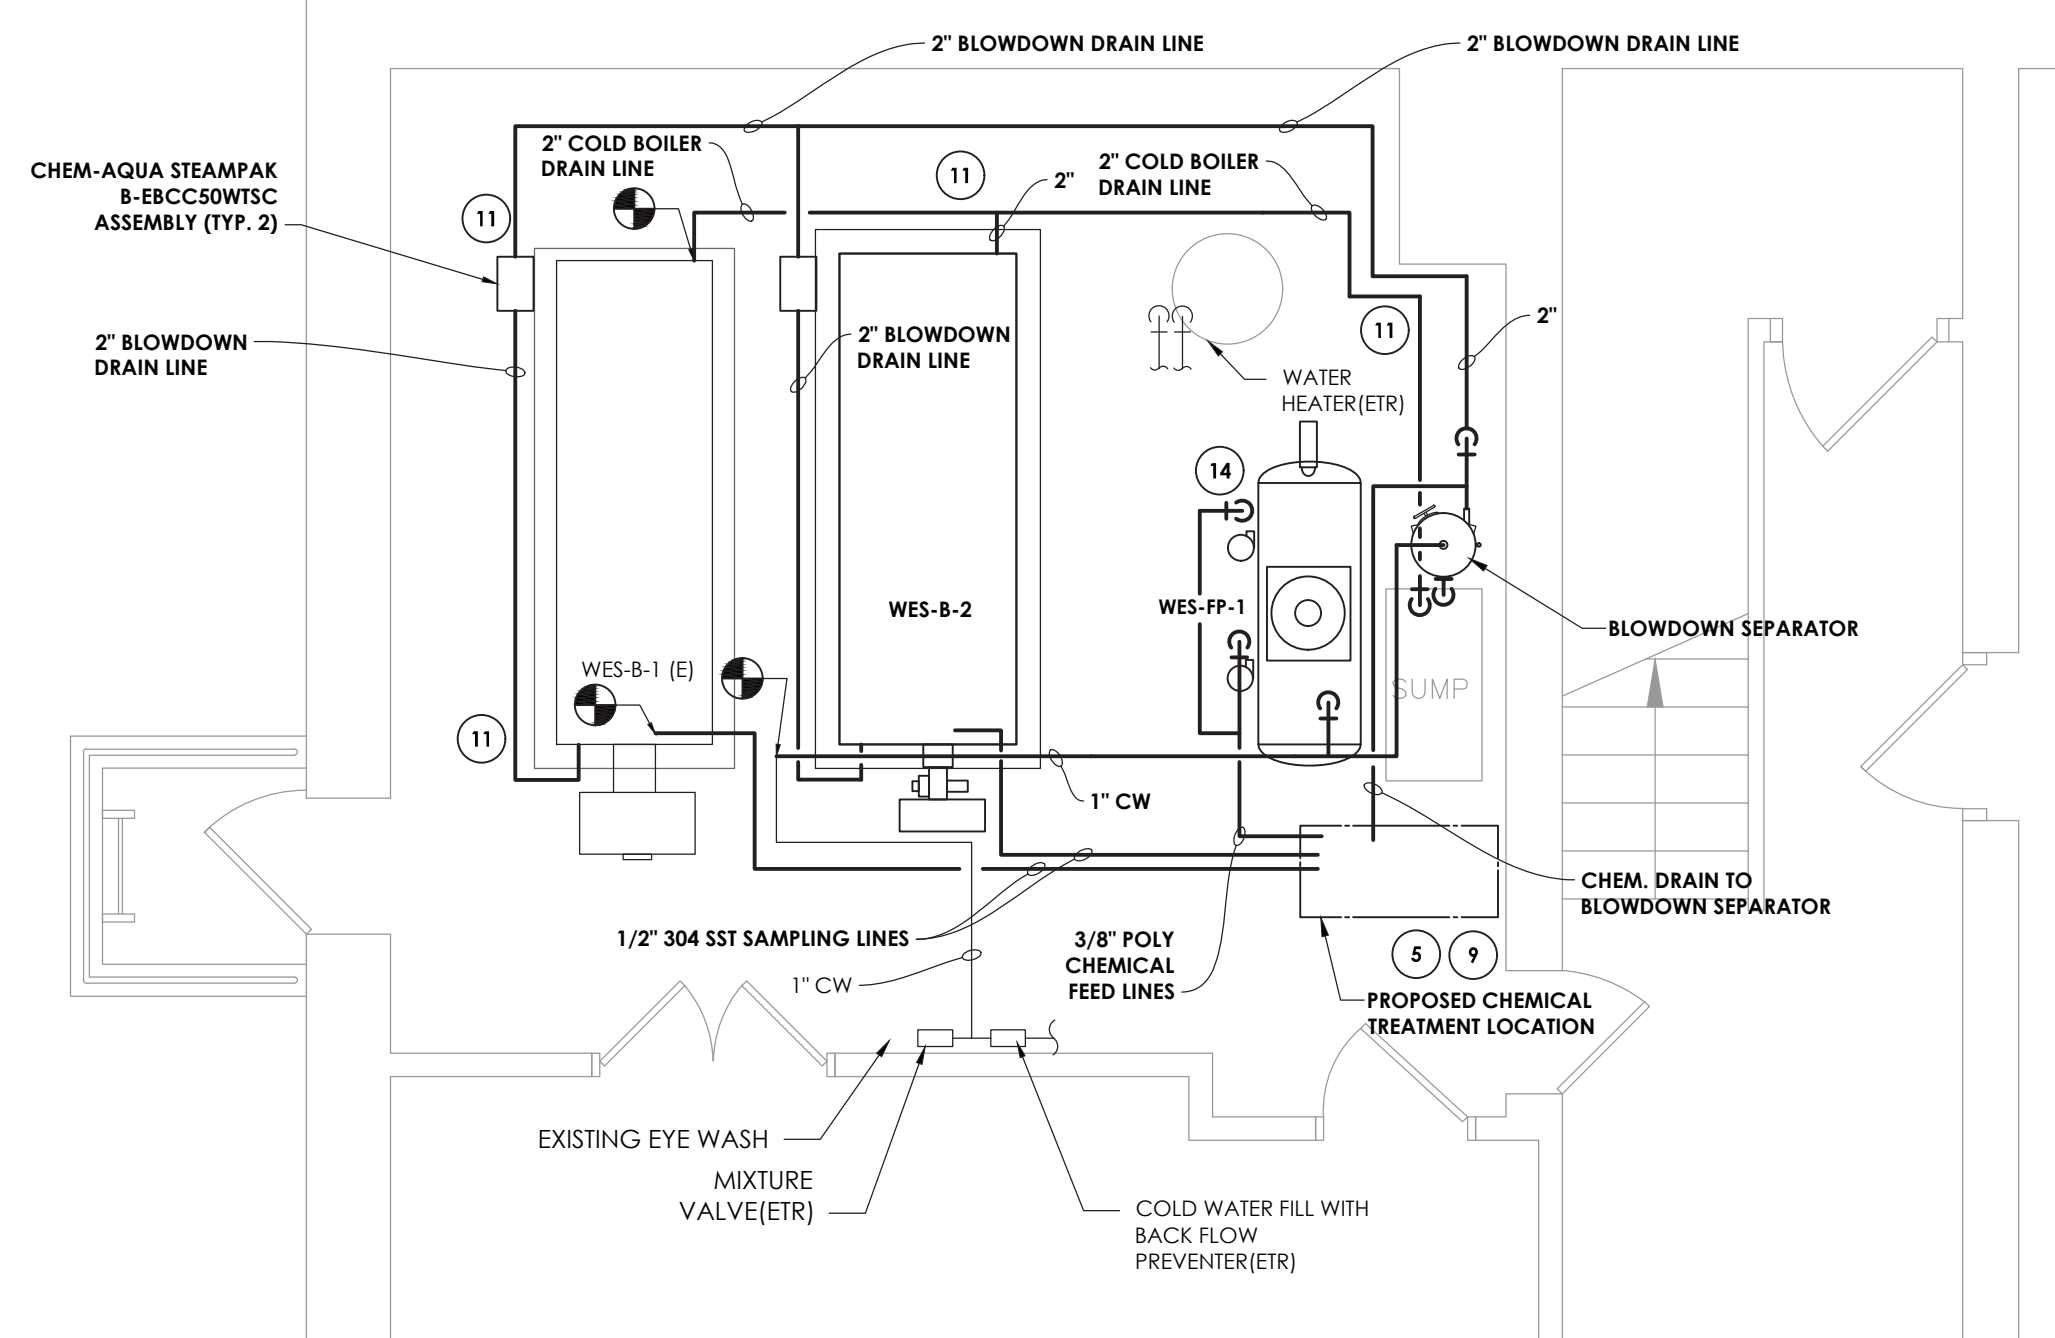 2" BLOWDOWN DRAIN LINE
2" BLOWDOWN DRAIN LINE
CHEM-AQUA STEAMPAK
B-EBCC50WTSC
ASSEMBLY (TYP. 2)
2" COLD BOILER
DRAIN LINE
11
11
2"
2" COLD BOILER
DRAIN LINE
2" BLOWDOWN
DRAIN LINE
2" BLOWDOWN
DRAIN LINE
11
2"
WATER
HEATER(ETR)
14
WES-B-2
WES-FP-1
BLOWDOWN SEPARATOR
WES-B-1 (E)
SUMP
11
1" CW
CHEM. DRAIN TO
BLOWDOWN SEPARATOR
1/2" 304 SST SAMPLING LINES
1" CW
3/8" POLY
CHEMICAL
FEED LINES
5
9
PROPOSED CHEMICAL
TREATMENT LOCATION
EXISTING EYE WASH
MIXTURE
VALVE(ETR)
COLD WATER FILL WITH
BACK FLOW
PREVENTER(ETR)